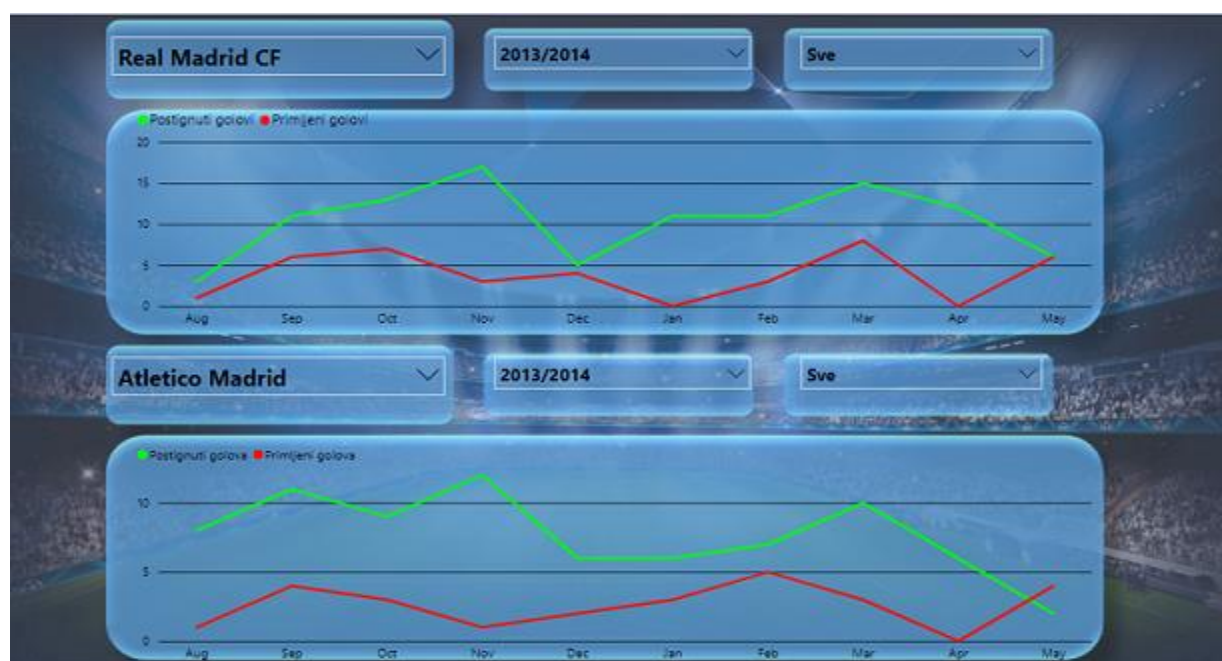 Real Madrid CF
2013/2014
Sve
Postignuti golovi Primljeni golovi
20
15
10
5
0
Aug Sep Oct Nov Dec Jan Feb Mar Apr May
Atletico Madrid
2013/2014
Sve
Postignuti golova Primljeni golova
10
5
0
Aug Sep Oct Nov Dec Jan Feb Mar Apr May